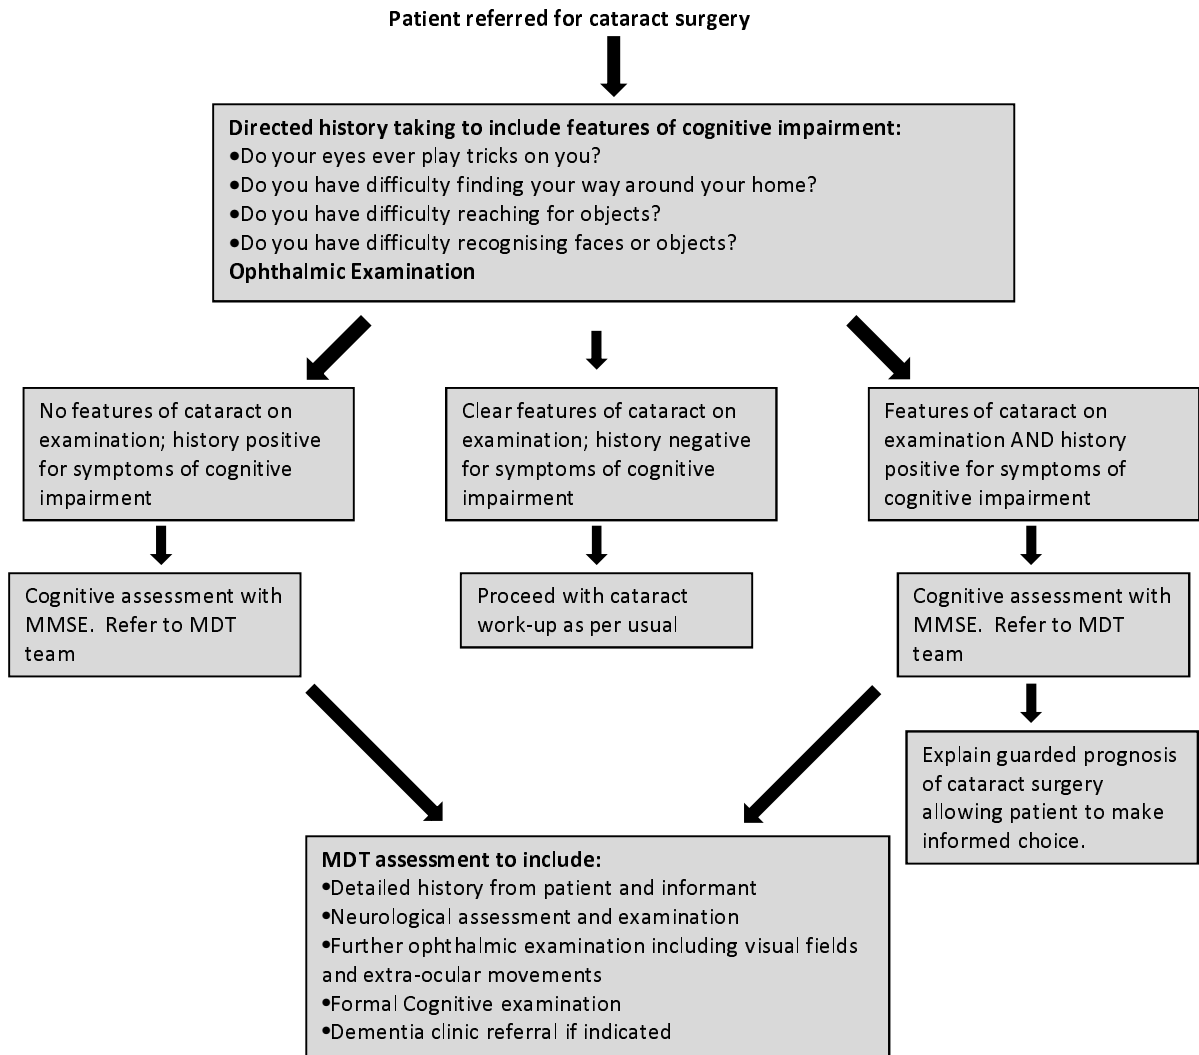 Patient referred for cataract surgery
Directed history taking to include features of cognitive impairment:
•Do your eyes ever play tricks on you?
•Do you have difficulty finding your way around your home?
•Do you have difficulty reaching for objects?
•Do you have difficulty recognising faces or objects?
Ophthalmic Examination
No features of cataract on
examination; history positive
for symptoms of cognitive
impairment
Clear features of cataract on
examination; history negative
for symptoms of cognitive
impairment
Features of cataract on
examination AND history
positive for symptoms of
cognitive impairment
Cognitive assessment with
MMSE. Refer to MDT
team
Proceed with cataract
work-up as per usual
Cognitive assessment with
MMSE. Refer to MDT
team
Explain guarded prognosis
of cataract surgery
allowing patient to make
informed choice.
MDT assessment to include:
•Detailed history from patient and informant
•Neurological assessment and examination
•Further ophthalmic examination including visual fields
and extra-ocular movements
•Formal Cognitive examination
•Dementia clinic referral if indicated